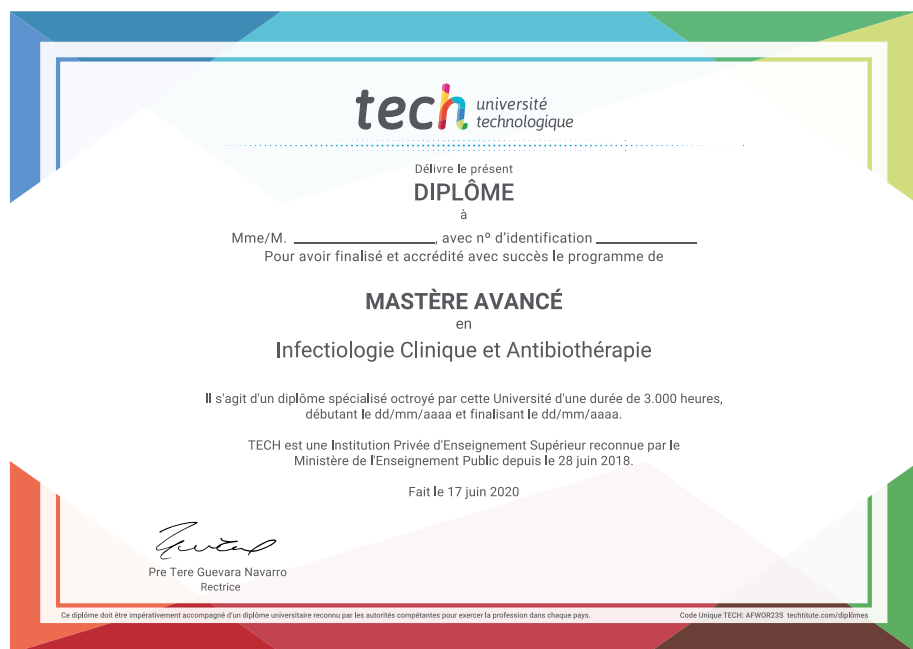 tech université
technologique
Délivre le présent
DIPLÔME
à
Mme/M. ____________________, avec nº d'identification ______________
Pour avoir finalisé et accrédité avec succès le programme de
MASTÈRE AVANCÉ
en
Infectiologie Clinique et Antibiothérapie
Il s'agit d'un diplôme spécialisé octroyé par cette Université d'une durée de 3.000 heures,
débutant le dd/mm/aaaa et finalisant le dd/mm/aaaa.
TECH est une Institution Privée d'Enseignement Supérieur reconnue par le
Ministère de l'Enseignement Public depuis le 28 juin 2018.
Fait le 17 juin 2020
Pre Tere Guevara Navarro
Rectrice
Ce diplôme doit être impérativement accompagné d'un diplôme universitaire reconnu par les autorités compétentes pour exercer la profession dans chaque pays.
Code Unique TECH: AFWOR23S techtitute.com/diplômes